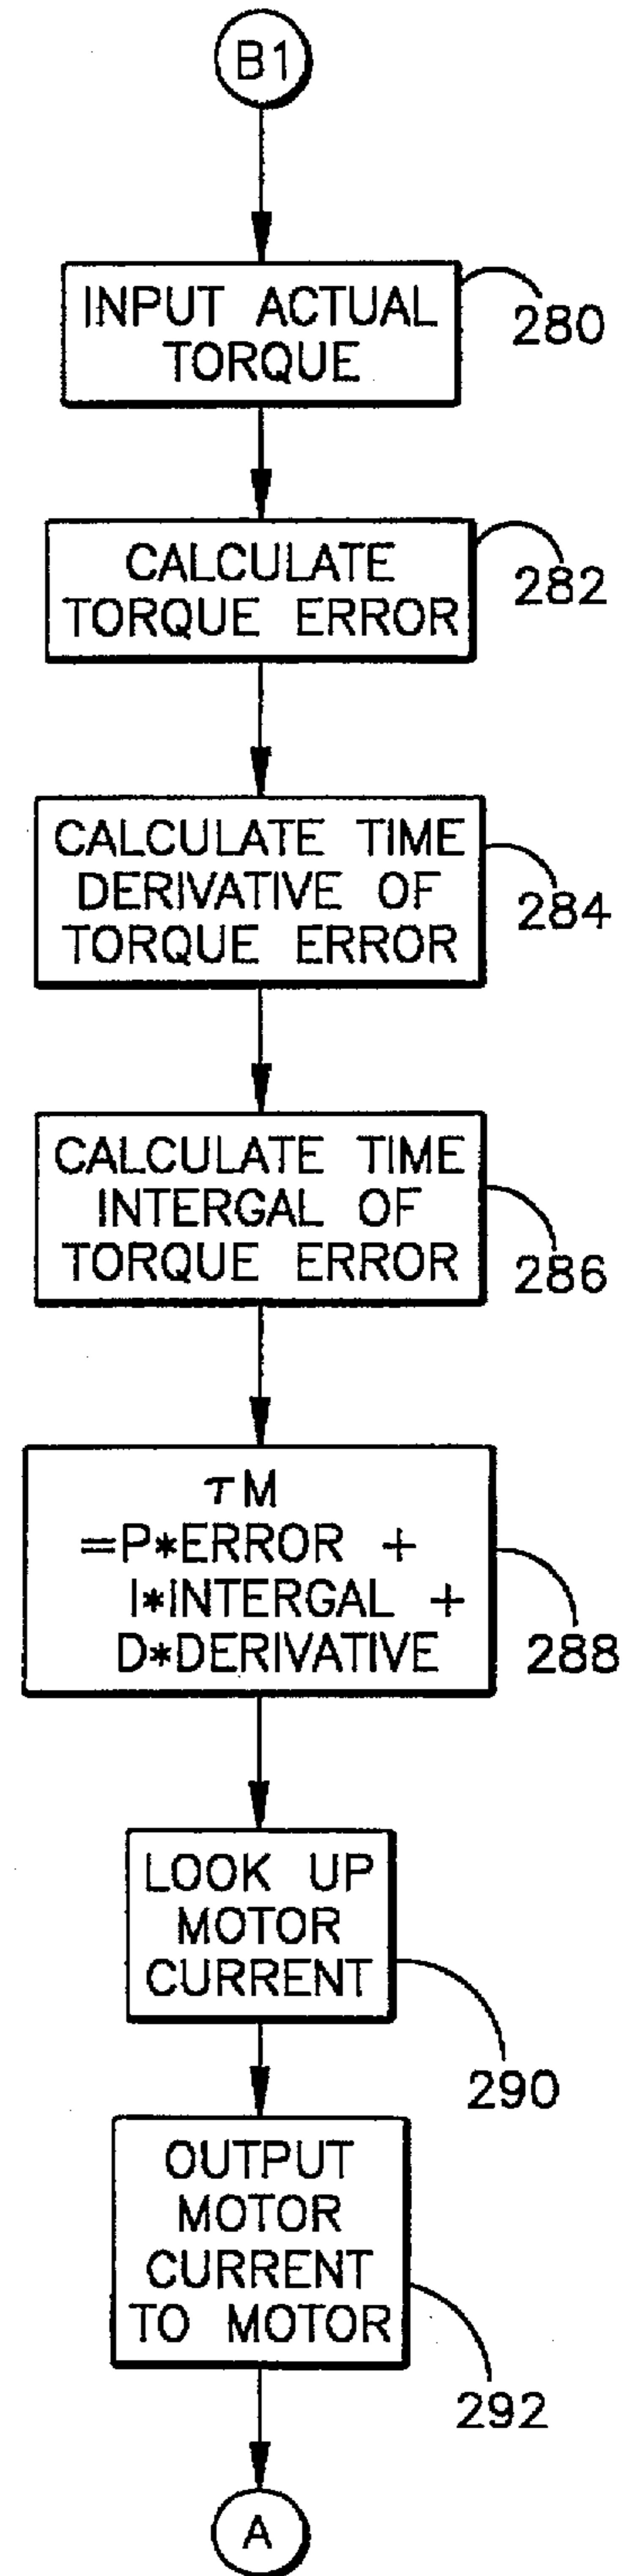 B1
INPUT ACTUAL
TORQUE
280
CALCULATE
TORQUE ERROR
282
CALCULATE TIME
DERIVATIVE OF
TORQUE ERROR
284
CALCULATE TIME
INTERGAL OF
TORQUE ERROR
286
τM
=P*ERROR +
I*INTERGAL +
D*DERIVATIVE
288
LOOK UP
MOTOR
CURRENT
290
OUTPUT
MOTOR
CURRENT
TO MOTOR
292
A